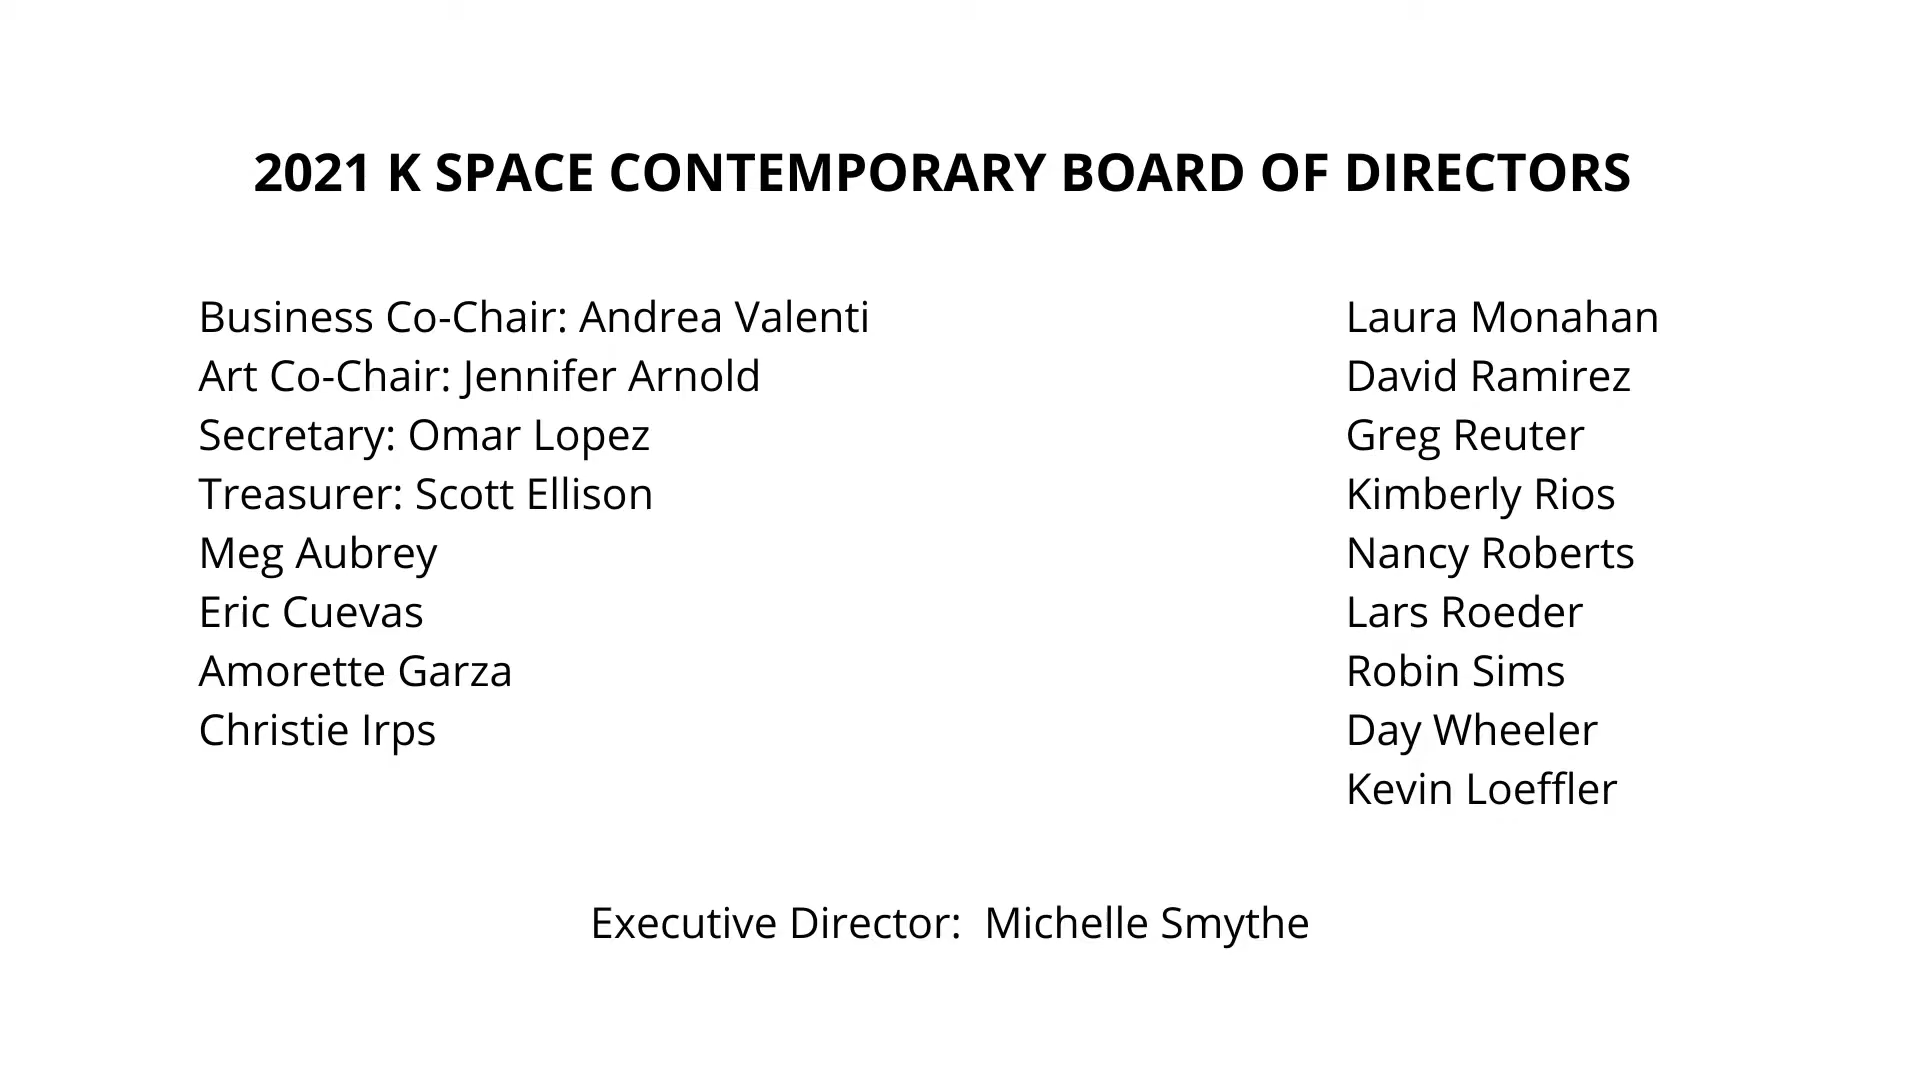 2021 K SPACE CONTEMPORARY BOARD OF DIRECTORS
Business Co-Chair: Andrea Valenti
Art Co-Chair: Jennifer Arnold
Secretary: Omar Lopez
Treasurer: Scott Ellison
Meg Aubrey
Eric Cuevas
Amorette Garza
Christie Irps
Laura Monahan
David Ramirez
Greg Reuter
Kimberly Rios
Nancy Roberts
Lars Roeder
Robin Sims
Day Wheeler
Kevin Loeffler
Executive Director:  Michelle Smythe